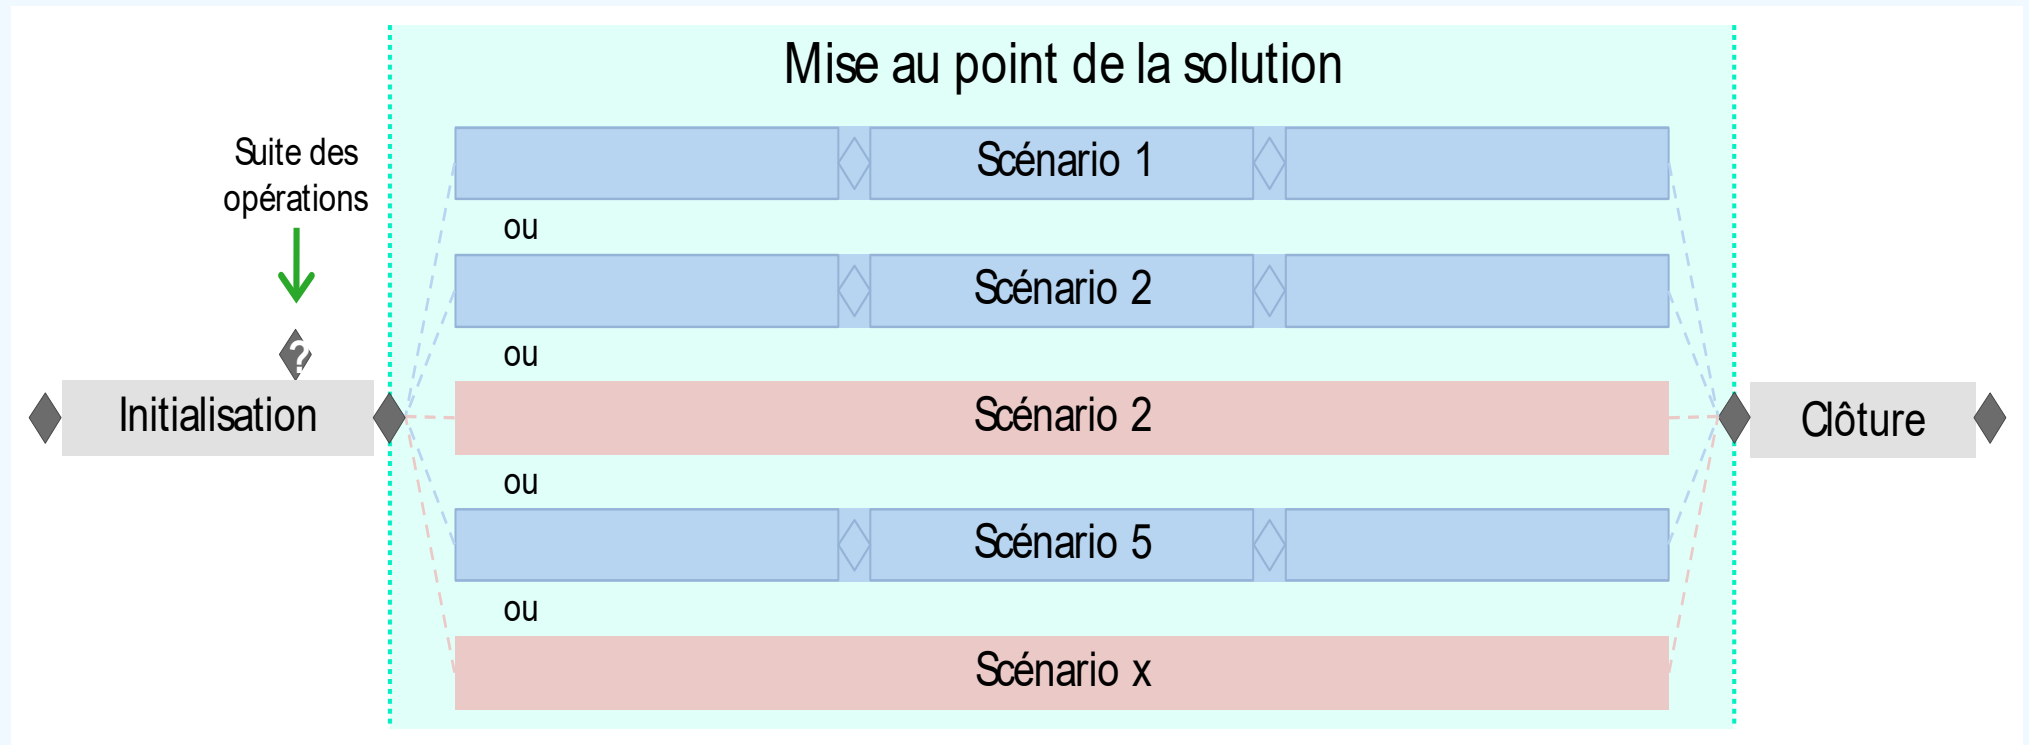 Mise au point de la solution
Suite des
opérations
?
Initialisation
Scénario 1
ou
Scénario 2
ou
Scénario 2
ou
Scénario 5
ou
Scénario x
Clôture